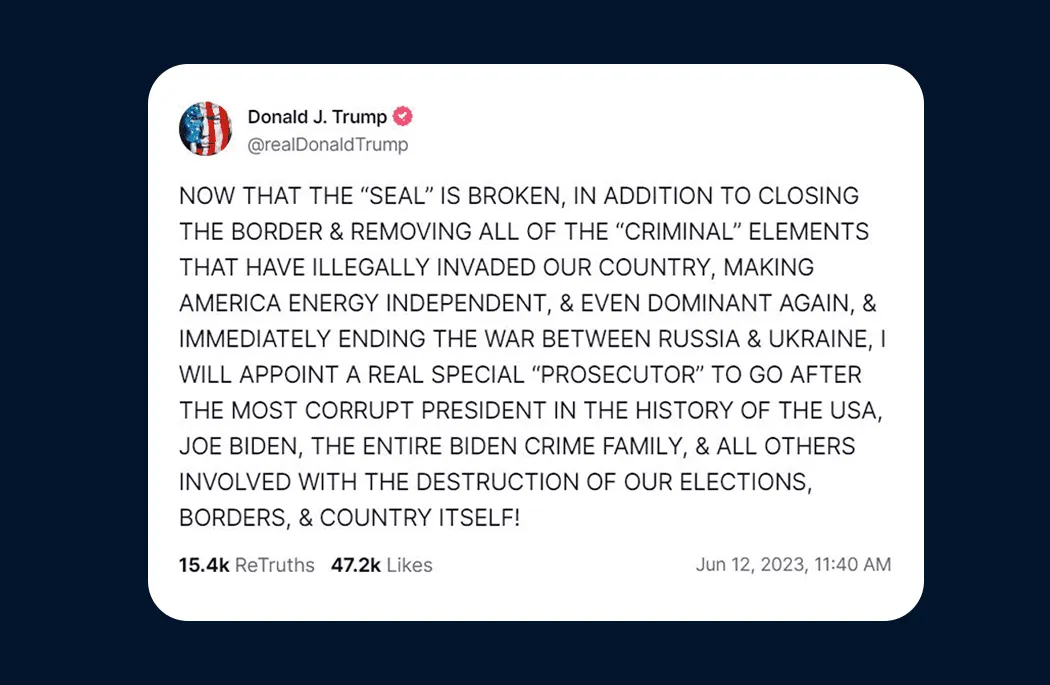 Donald J. Trump
@realDonaldTrump
NOW THAT THE “SEAL” IS BROKEN, IN ADDITION TO CLOSING
THE BORDER & REMOVING ALL OF THE “CRIMINAL” ELEMENTS
THAT HAVE ILLEGALLY INVADED OUR COUNTRY, MAKING
AMERICA ENERGY INDEPENDENT, & EVEN DOMINANT AGAIN, &
IMMEDIATELY ENDING THE WAR BETWEEN RUSSIA & UKRAINE, I
WILL APPOINT A REAL SPECIAL “PROSECUTOR” TO GO AFTER
THE MOST CORRUPT PRESIDENT IN THE HISTORY OF THE USA,
JOE BIDEN, THE ENTIRE BIDEN CRIME FAMILY, & ALL OTHERS
INVOLVED WITH THE DESTRUCTION OF OUR ELECTIONS,
BORDERS, & COUNTRY ITSELF!
15.4k ReTruths 47.2k Likes Jun 12, 2023, 11:40 AM